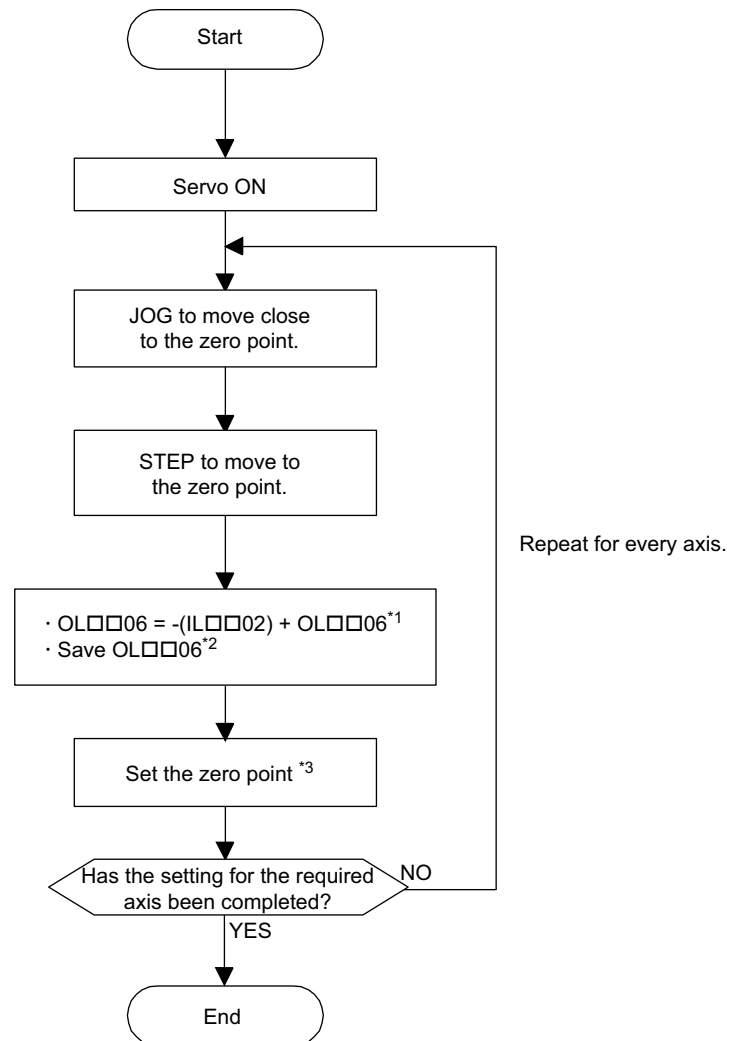 Start
Servo ON
JOG to move close
to the zero point.
STEP to move to
the zero point.
Repeat for every axis.
· OL□□06 = -(IL□□02) + OL□□06*1
· Save OL□□06*2
Set the zero point *3
Has the setting for the required
axis been completed?
NO
YES
End